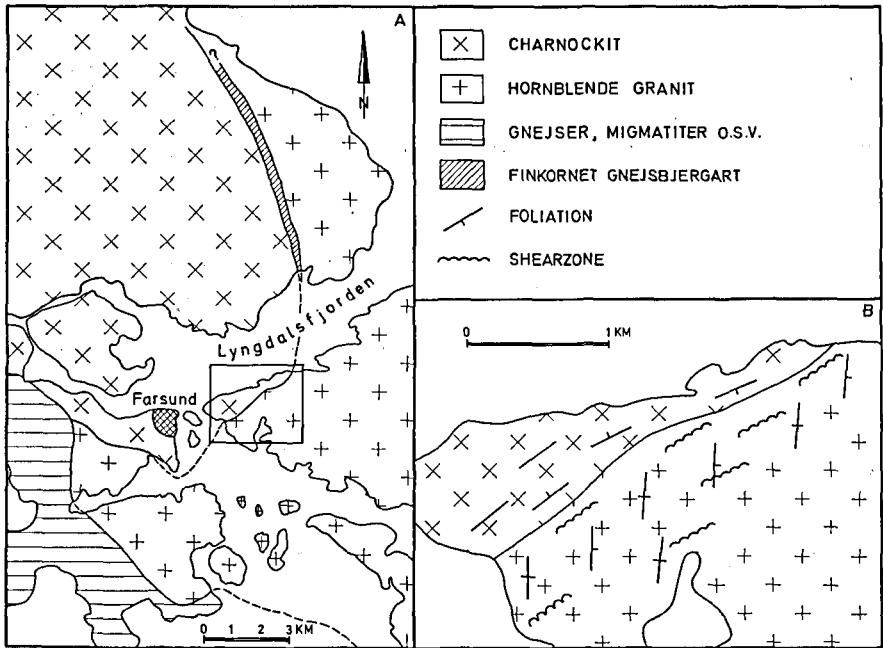 A
N
Lyngdalsfjorden
Farsund
0 1 2 3 KM
CHARNOCKIT
HORNBLENDE GRANIT
GNEJSER, MIGMATITER O.S.V.
FINKORNET GNEJSBJERGART
FOLIATION
SHEARZONE
B
0 1 KM